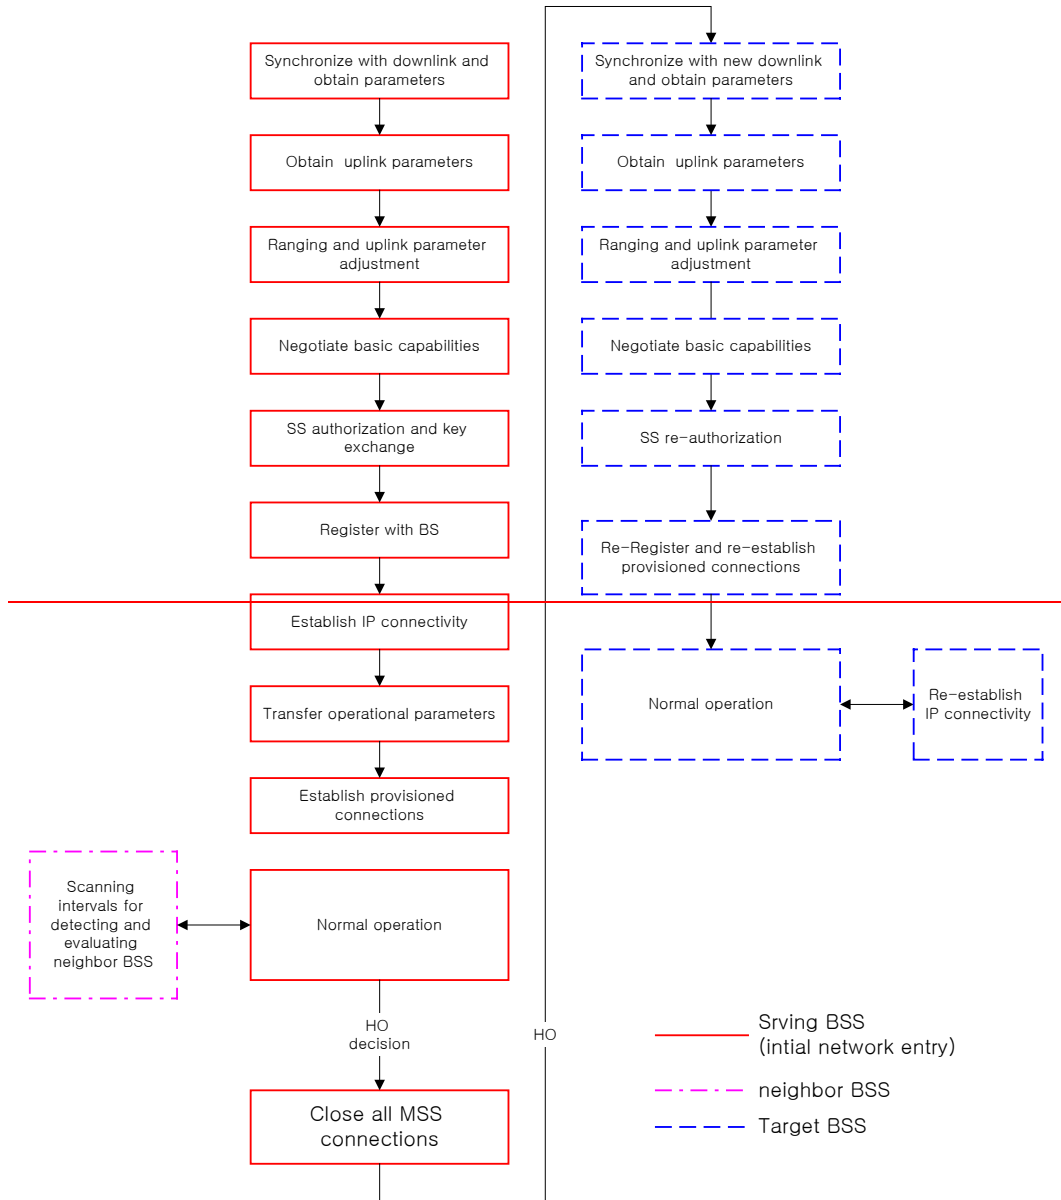 Synchronize with downlink and
obtain parameters
Obtain uplink parameters
Ranging and uplink parameter
adjustment
Negotiate basic capabilities
SS authorization and key
exchange
Register with BS
Establish IP connectivity
Transfer operational parameters
Establish provisioned
connections
Scanning
intervals for
detecting and
evaluating
neighbor BSS
Normal operation
HO
decision
Close all MSS
connections
HO
Synchronize with new downlink
and obtain parameters
Obtain uplink parameters
Ranging and uplink parameter
adjustment
Negotiate basic capabilities
SS re-authorization
Re-Register and re-establish
provisioned connections
Normal operation
Re-establish
IP connectivity
Srving BSS
(intial network entry)
neighbor BSS
Target BSS